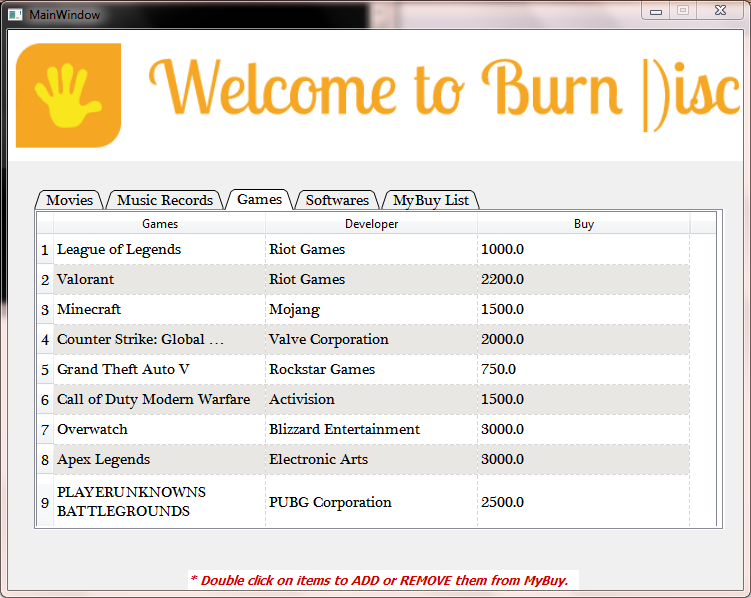 MainWindow
Welcome to Burn Disc
Movies Music Records Games Softwares MyBuy List
Games Developer Buy
1 League of Legends Riot Games 1000.0
2 Valorant Riot Games 2200.0
3 Minecraft Mojang 1500.0
4 Counter Strike: Global ... Valve Corporation 2000.0
5 Grand Theft Auto V Rockstar Games 750.0
6 Call of Duty Modern Warfare Activision 1500.0
7 Overwatch Blizzard Entertainment 3000.0
8 Apex Legends Electronic Arts 3000.0
9 PLAYERUNKNOWNS BATTLEGROUNDS PUBG Corporation 2500.0
* Double click on items to ADD or REMOVE them from MyBuy.